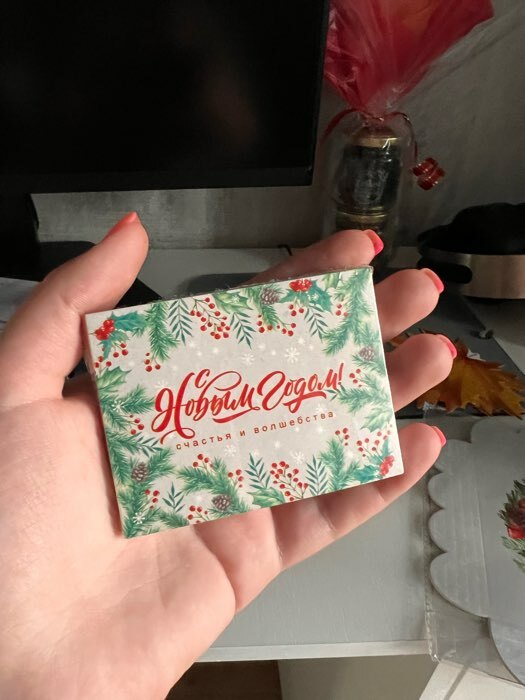 С
Новым Годом!
счастья и волшебства